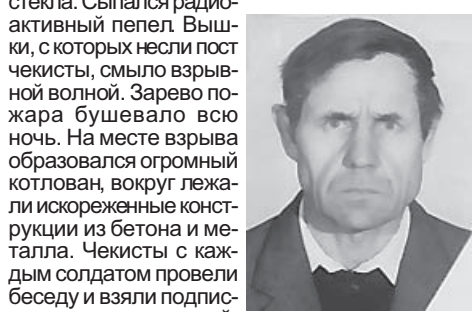 стекла. Сыпался радио-
активный пепел. Выш-
ки, с которых несли пост
чекисты, смыло взрыв-
ной волной. Зарево по-
жара бушевало всю
ночь. На месте взрыва
образовался огромный
котлован, вокруг лежа-
ли искореженные конст-
рукции из бетона и ме-
талла. Чекисты с каж-
дым солдатом провели
беседу и взяли подпис-